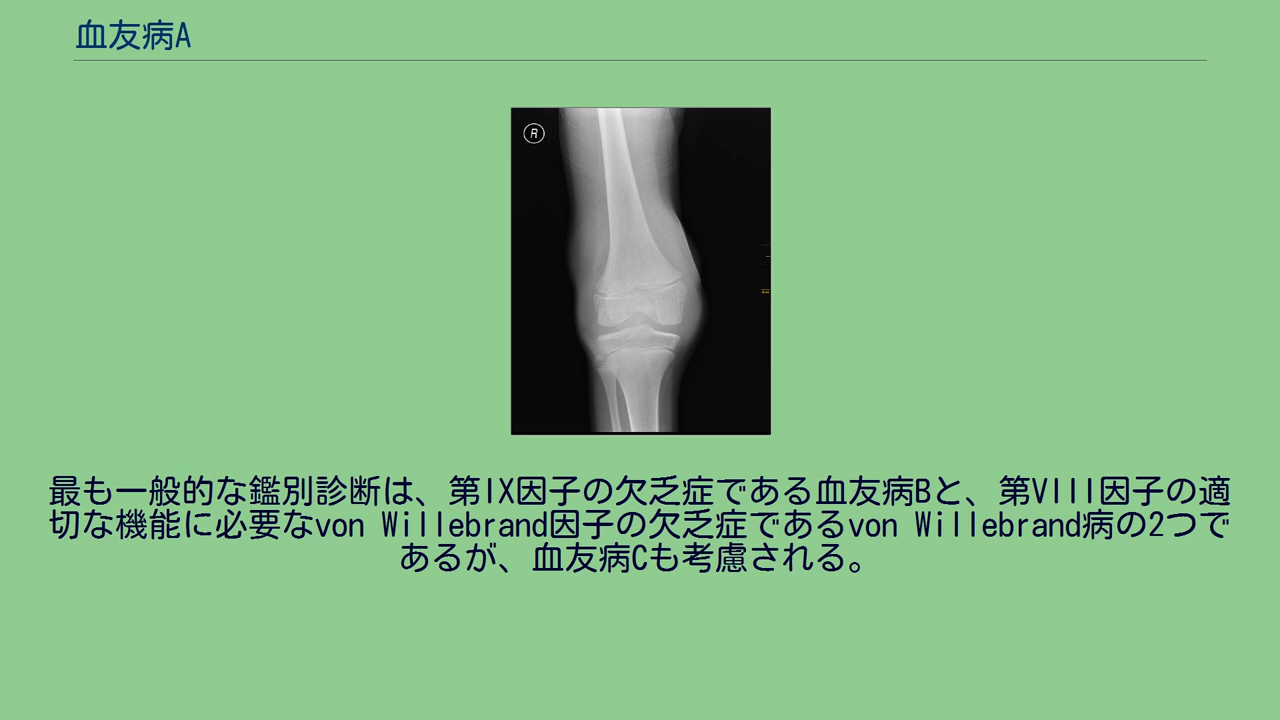 血友病A
R
最も一般的な鑑別診断は、第IX因子の欠乏症である血友病Bと、第VIII因子の適
切な機能に必要なvon Willebrand因子の欠乏症であるvon Willebrand病の2つで
あるが、血友病Cも考慮される。